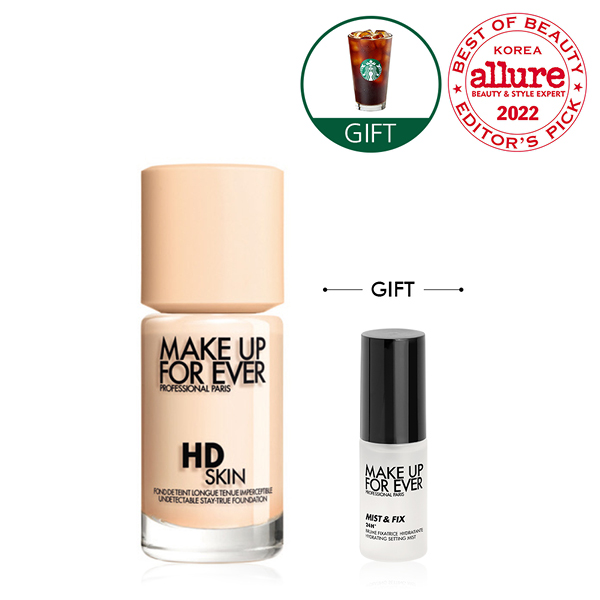 GIFT
BEST OF BEAUTY
KOREA
allure
BEAUTY & STYLE EXPERT
2022
EDITOR'S PICK
GIFT
MAKE UP
FOR EVER
PROFESSIONAL PARIS
HD
SKIN
FOND DE TEINT LONGUE TENUE IMPERCEPTIBLE
UNDETECTABLE STAY-TRUE FOUNDATION
MAKE UP
FOR EVER
PROFESSIONAL PARIS
MIST & FIX
24H*
BRUME FIXATRICE HYDRATANTE
HYDRATING SETTING MIST